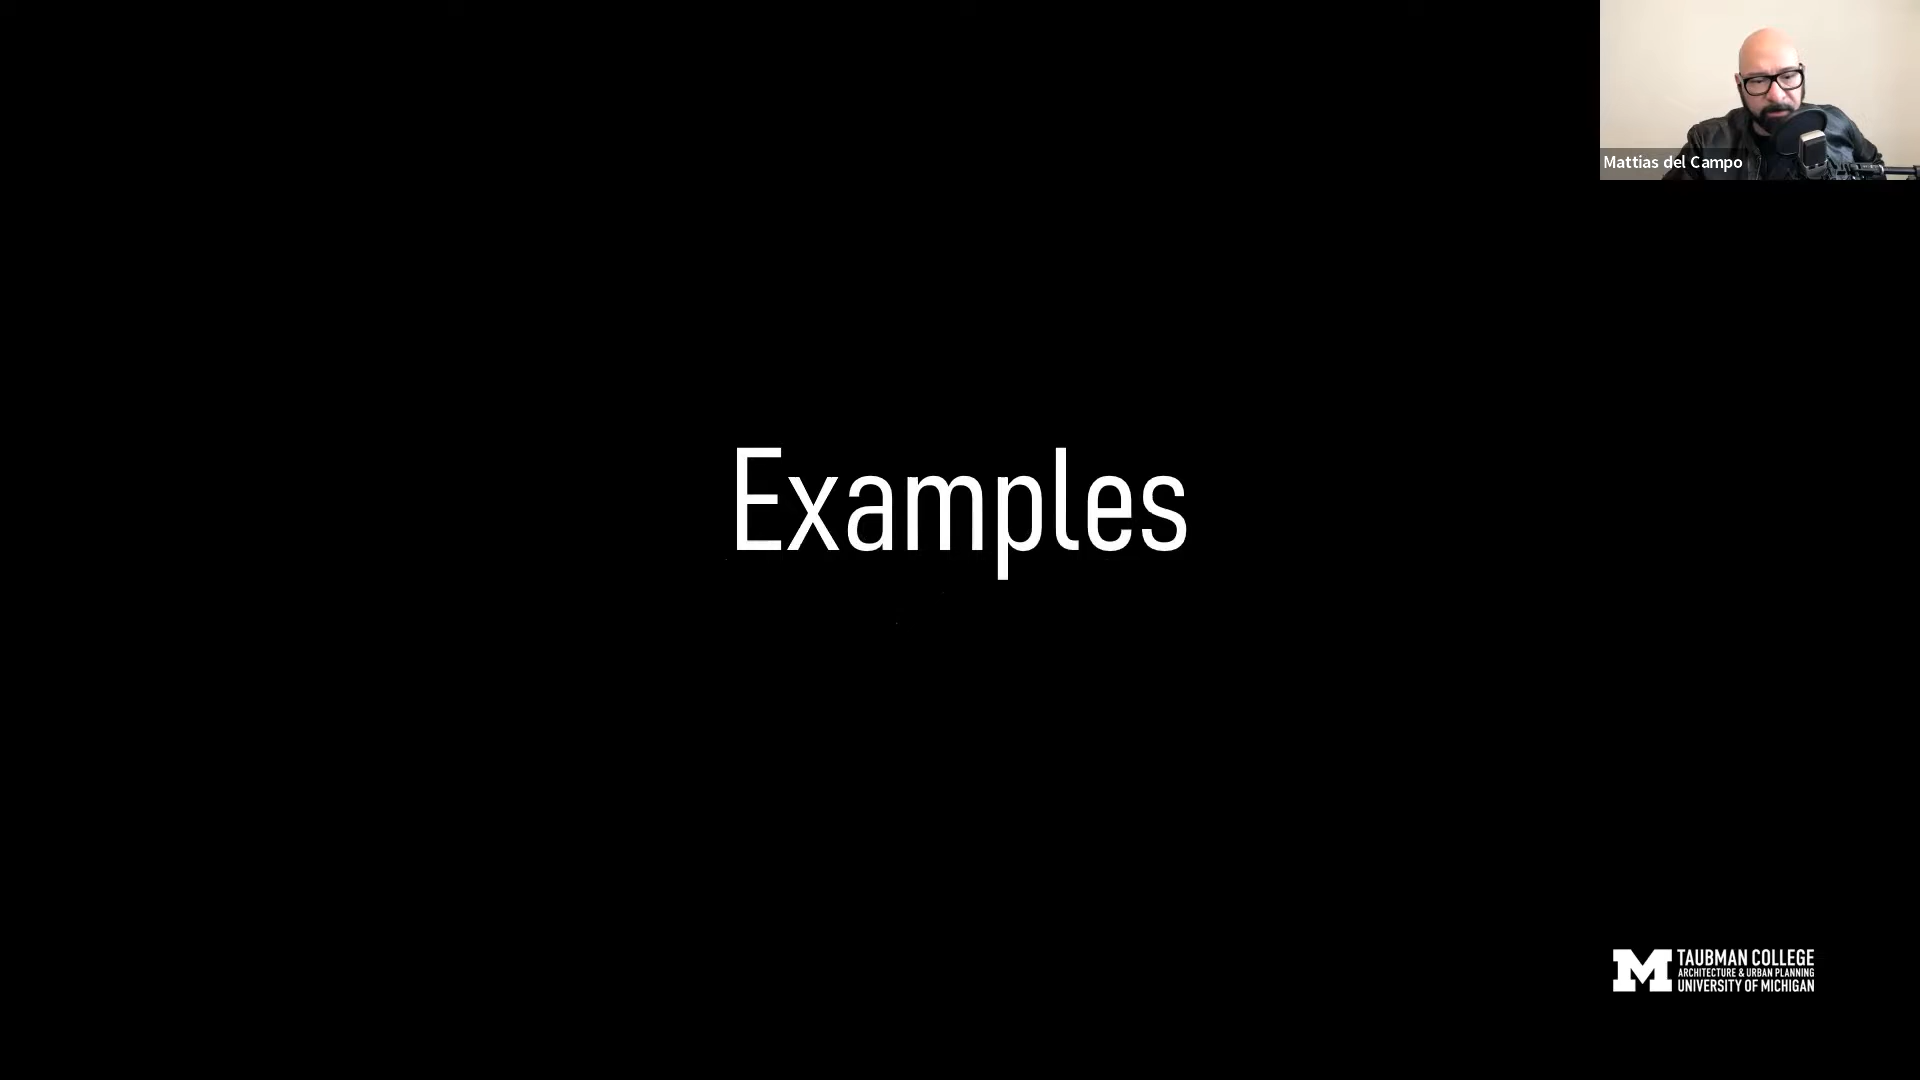 Mattias del Campo
Examples
TAUBMAN COLLEGE
ARCHITECTURE & URBAN PLANNING
UNIVERSITY OF MICHIGAN